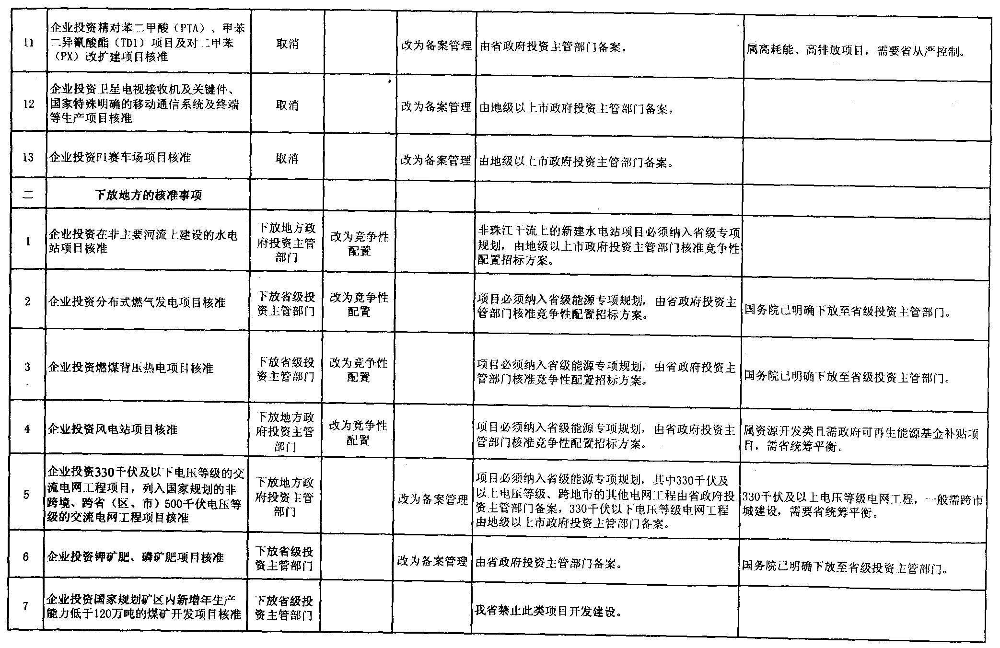 11
企业投资精对苯二甲酸（PTA）、甲苯
二异氰酸酯（TDI）项目及对二甲苯
（PX）改扩建项目核准
取消
改为备案管理
由省政府投资主管部门备案。
属高耗能、高排放项目，需要省从严控制。
12
企业投资卫星电视接收机及关键件、
国家特殊明确的移动通信系统及终端
等生产项目核准
取消
改为备案管理
由地级以上市政府投资主管部门备案。
13
企业投资F1赛车场项目核准
取消
改为备案管理
由地级以上市政府投资主管部门备案。
二
下放地方的核准事项
1
企业投资在非主要河流上建设的水电
站项目核准
下放地方政
府投资主管
部门
改为竞争性
配置
非珠江干流上的新建水电站项目必须纳入省级专项
规划，由地级以上市政府投资主管部门核准竞争性
配置招标方案。
2
企业投资分布式燃气发电项目核准
下放省级投
资主管部门
改为竞争性
配置
项目必须纳入省级能源专项规划，由省政府投资主
管部门核准竞争性配置招标方案。
国务院已明确下放至省级投资主管部门。
3
企业投资燃煤背压热电项目核准
下放省级投
资主管部门
改为竞争性
配置
项目必须纳入省级能源专项规划，由省政府投资主
管部门核准竞争性配置招标方案。
国务院已明确下放至省级投资主管部门。
4
企业投资风电站项目核准
下放地方政
府投资主管
部门
改为竞争性
配置
项目必须纳入省级能源专项规划，由省政府投资主
管部门核准竞争性配置招标方案。
属资源开发类且需政府可再生能源基金补贴项
目，需省统筹平衡。
5
企业投资330千伏及以下电压等级的交
流电网工程项目，列入国家规划的非
跨境、跨省（区、市）500千伏电压等
级的交流电网工程项目核准
下放地方政
府投资主管
部门
改为备案管理
项目必须纳入省级能源专项规划，其中330千伏及
以上电压等级、跨地市的其他电网工程由省政府投
资主管部门备案，330千伏以下电压等级电网工程
由地级以上市政府投资主管部门备案。
330千伏及以上电压等级电网工程，一般需跨市
城建设，需要省统筹平衡。
6
企业投资钾矿肥、磷矿肥项目核准
下放省级投
资主管部门
改为备案管理
由省政府投资主管部门备案。
国务院已明确下放至省级投资主管部门。
7
企业投资国家规划矿区内新增年生产
能力低于120万吨的煤矿开发项目核准
下放省级投
资主管部门
我省禁止此类项目开发建设。